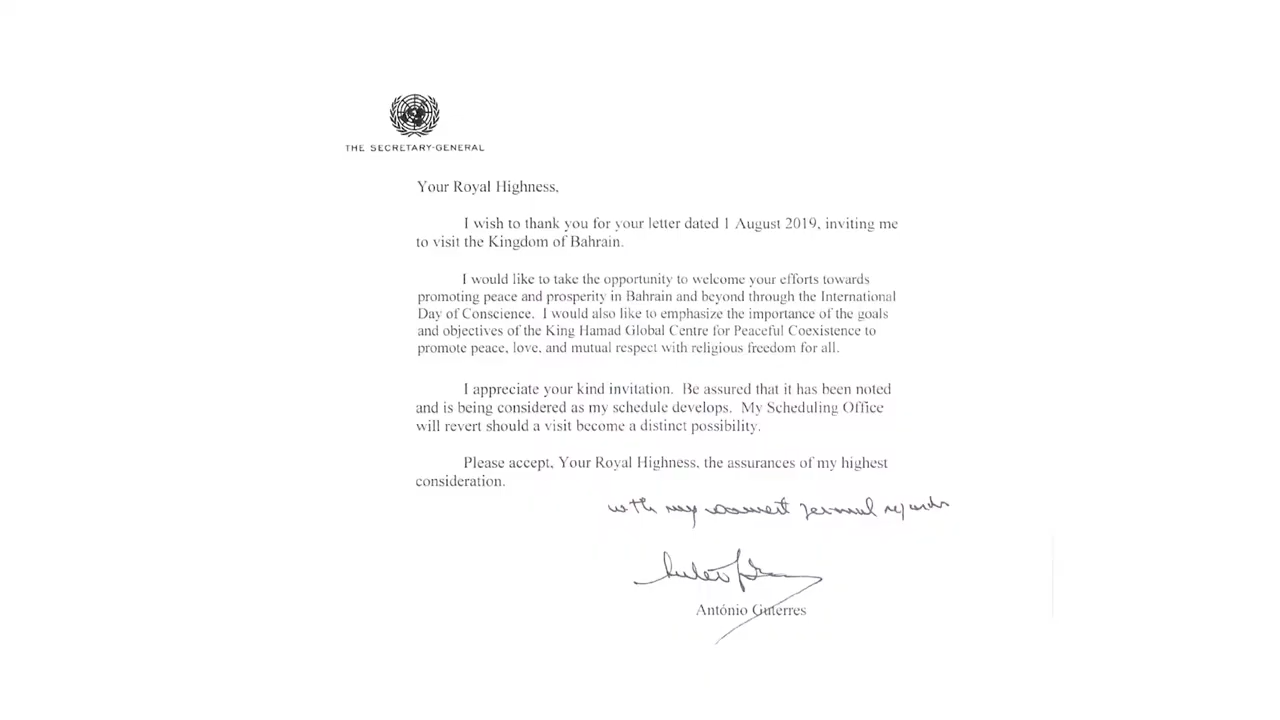 THE SECRETARY-GENERAL
Your Royal Highness,
I wish to thank you for your letter dated 1 August 2019, inviting me
to visit the Kingdom of Bahrain.
I would like to take the opportunity to welcome your efforts towards
promoting peace and prosperity in Bahrain and beyond through the International
Day of Conscience. I would also like to emphasize the importance of the goals
and objectives of the King Hamad Global Centre for Peaceful Coexistence to
promote peace, love, and mutual respect with religious freedom for all.
I appreciate your kind invitation. Be assured that it has been noted
and is being considered as my schedule develops. My Scheduling Office
will revert should a visit become a distinct possibility.
Please accept, Your Royal Highness, the assurances of my highest
consideration.
with my warmest personal regards
António Guterres